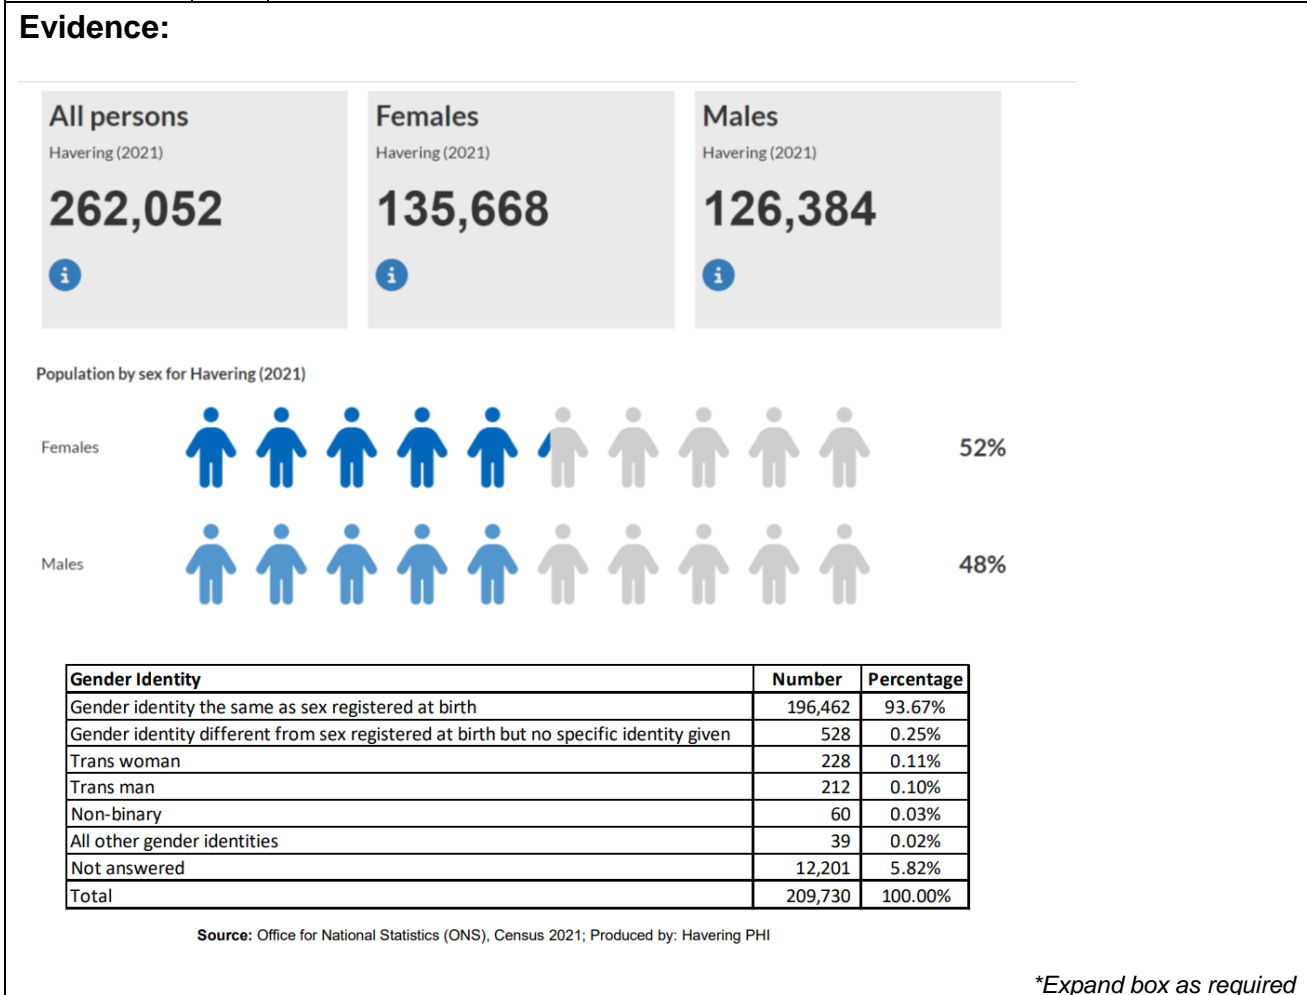 Evidence:
All persons
Havering (2021)
262,052
Females
Havering (2021)
135,668
Males
Havering (2021)
126,384
Population by sex for Havering (2021)
Females 52%
Males 48%
Gender Identity Number Percentage
Gender identity the same as sex registered at birth 196,462 93.67%
Gender identity different from sex registered at birth but no specific identity given 528 0.25%
Trans woman 228 0.11%
Trans man 212 0.10%
Non-binary 60 0.03%
All other gender identities 39 0.02%
Not answered 12,201 5.82%
Total 209,730 100.00%
Source: Office for National Statistics (ONS), Census 2021; Produced by: Havering PHI
*Expand box as required